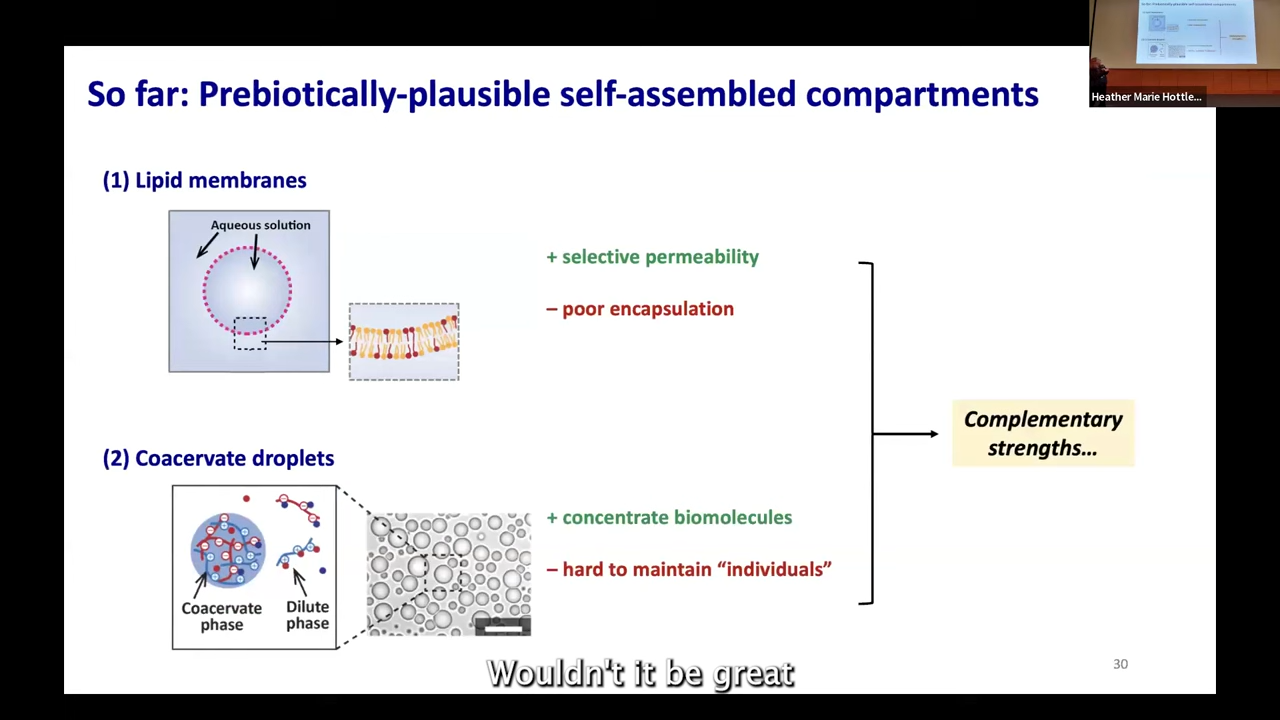 So far: Prebiotically-plausible self-assembled compartments
Heather Marie Hottle...
(1) Lipid membranes
Aqueous solution
+ selective permeability
– poor encapsulation
Complementary
strengths...
(2) Coacervate droplets
+ concentrate biomolecules
– hard to maintain “individuals”
Coacervate
phase
Dilute
phase
30
Wouldn't it be great